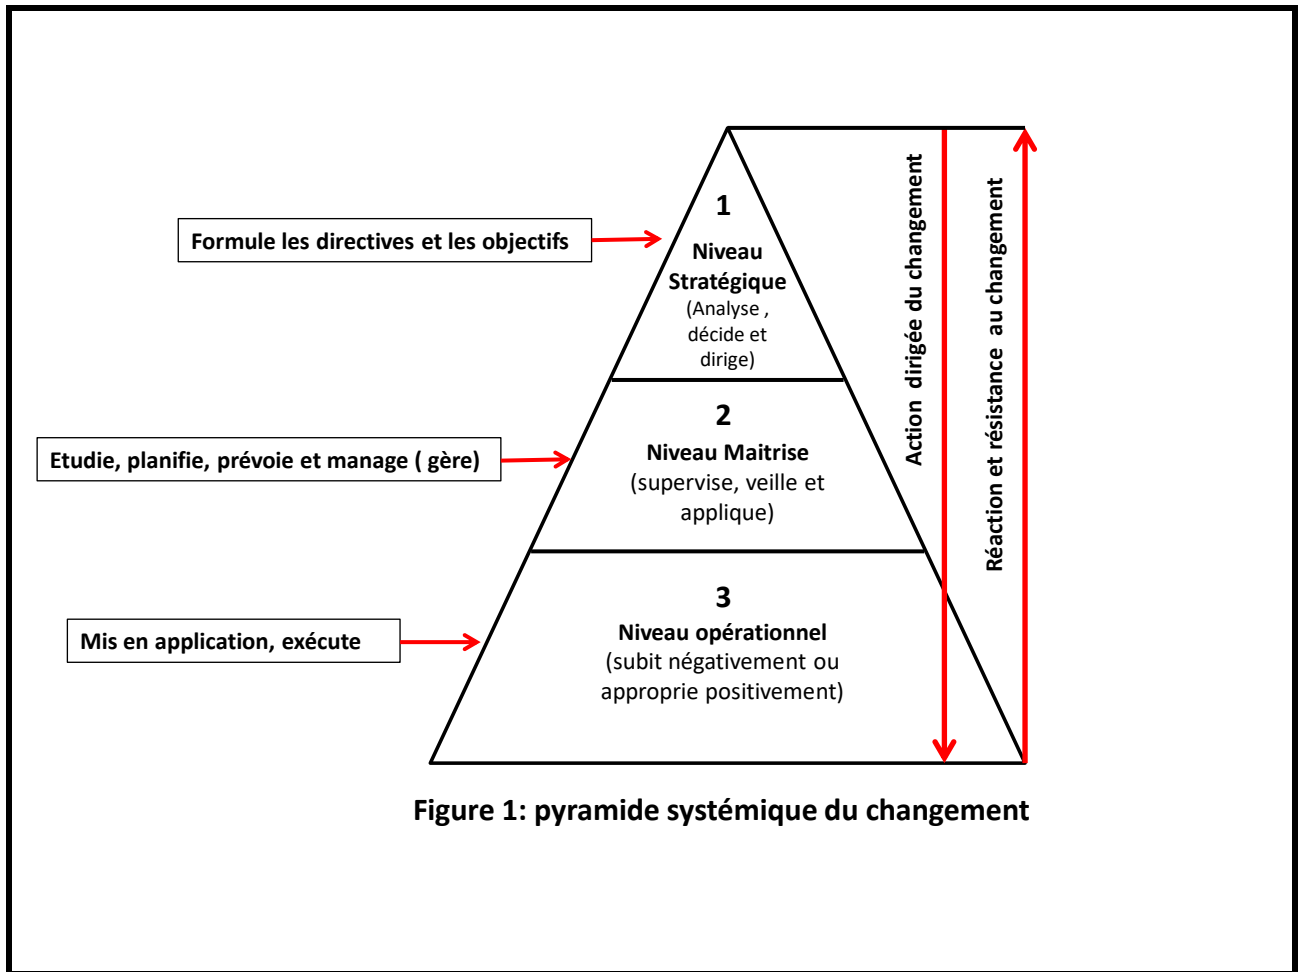 1
Formule les directives et les objectifs
Niveau
Stratégique
(Analyse ,
décide et
dirige)
2
Etudie, planifie, prévoie et manage ( gère)
Niveau Maitrise
(supervise, veille et
applique)
3
Mis en application, exécute
Niveau opérationnel
(subit négativement ou
approprie positivement)
Action dirigée du changement
Réaction et résistance au changement
Figure 1: pyramide systémique du changement